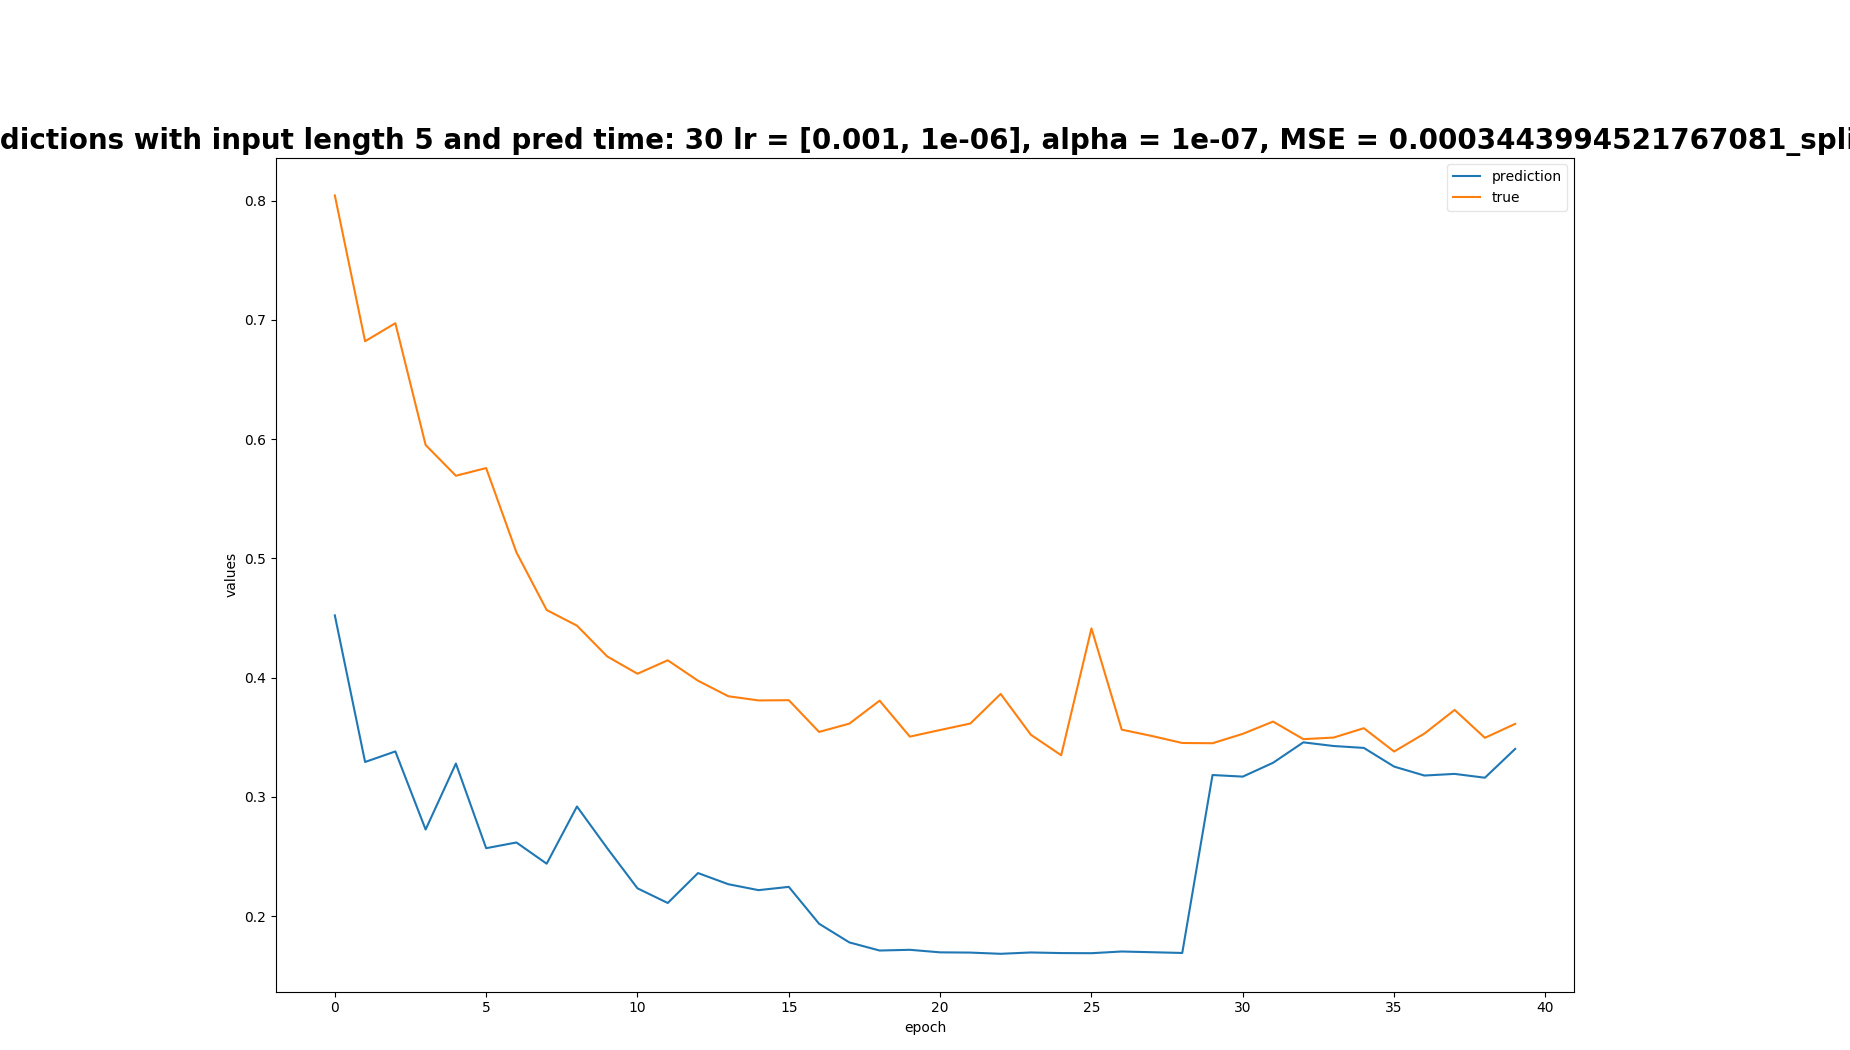 dictions with input length 5 and pred time: 30 lr = [0.001, 1e-06], alpha = 1e-07, MSE = 0.0003443994521767081_spli
prediction
true
0.8
0.7
0.6
0.5
0.4
0.3
0.2
values
0 5 10 15 20 25 30 35 40
epoch